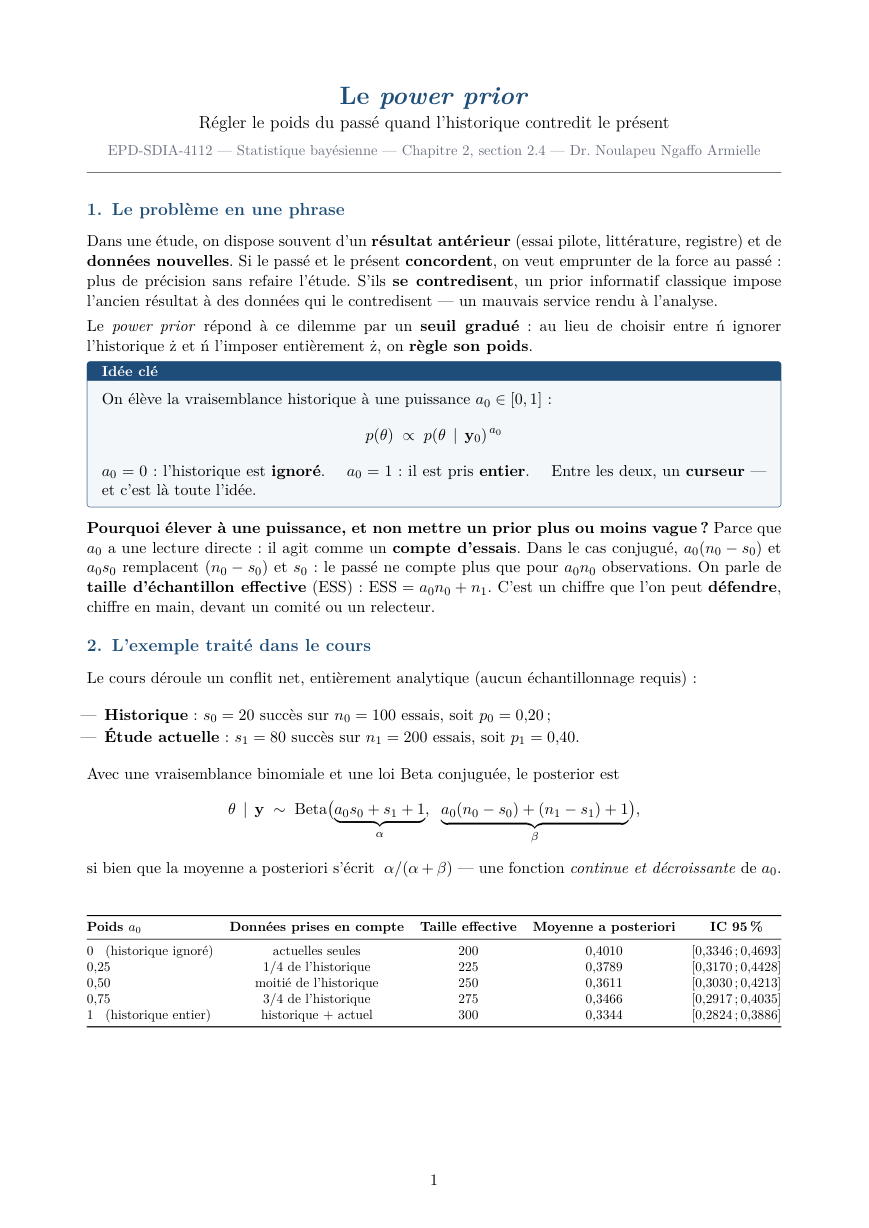 Le power prior
Régler le poids du passé quand l'historique contredit le présent
EPD-SDIA-4112 — Statistique bayésienne — Chapitre 2, section 2.4 — Dr. Noulapeu Ngaffo Armielle
1. Le problème en une phrase
Dans une étude, on dispose souvent d'un résultat antérieur (essai pilote, littérature, registre) et de
données nouvelles. Si le passé et le présent concordent, on veut emprunter de la force au passé :
plus de précision sans refaire l'étude. S'ils se contredisent, un prior informatif classique impose
l'ancien résultat à des données qui le contredisent — un mauvais service rendu à l'analyse.
Le power prior répond à ce dilemme par un seuil gradué : au lieu de choisir entre ń ignorer
l'historique ż et ń l'imposer entièrement ż, on règle son poids.
Idée clé
On élève la vraisemblance historique à une puissance a₀ ∈ [0, 1] :
p(θ) ∝ p(θ | y₀)^a₀
a₀ = 0 : l'historique est ignoré. a₀ = 1 : il est pris entier. Entre les deux, un curseur —
et c'est là toute l'idée.
Pourquoi élever à une puissance, et non mettre un prior plus ou moins vague ? Parce que
a₀ a une lecture directe : il agit comme un compte d'essais. Dans le cas conjugué, a₀(n₀ − s₀) et
a₀s₀ remplacent (n₀ − s₀) et s₀ : le passé ne compte plus que pour a₀n₀ observations. On parle de
taille d'échantillon effective (ESS) : ESS = a₀n₀ + n₁. C'est un chiffre que l'on peut défendre,
chiffre en main, devant un comité ou un relecteur.
2. L'exemple traité dans le cours
Le cours déroule un conflit net, entièrement analytique (aucun échantillonnage requis) :
— Historique : s₀ = 20 succès sur n₀ = 100 essais, soit p₀ = 0,20 ;
— Étude actuelle : s₁ = 80 succès sur n₁ = 200 essais, soit p₁ = 0,40.
Avec une vraisemblance binomiale et une loi Beta conjuguée, le posterior est
θ | y ∼ Beta(a₀s₀ + s₁ + 1, a₀(n₀ − s₀) + (n₁ − s₁) + 1),
α β
si bien que la moyenne a posteriori s'écrit α/(α + β) — une fonction continue et décroissante de a₀.
Poids a₀ Données prises en compte Taille effective Moyenne a posteriori IC 95 %
0 (historique ignoré) actuelles seules 200 0,4010 [0,3346 ; 0,4693]
0,25 1/4 de l'historique 225 0,3789 [0,3170 ; 0,4428]
0,50 moitié de l'historique 250 0,3611 [0,3030 ; 0,4213]
0,75 3/4 de l'historique 275 0,3466 [0,2917 ; 0,4035]
1 (historique entier) historique + actuel 300 0,3344 [0,2824 ; 0,3886]
1